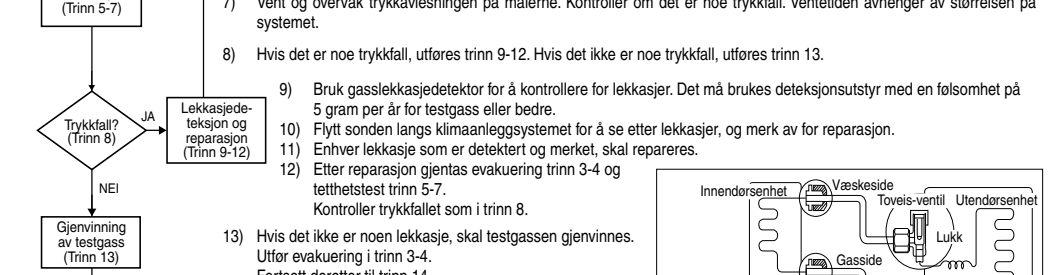 (Trinn 5-7)
7) Vent og overvåk trykkavlesningen på målerne. Kontroller om det er noe trykkfall. Ventetiden avhenger av størrelsen på
systemet.
8) Hvis det er noe trykkfall, utføres trinn 9-12. Hvis det ikke er noe trykkfall, utføres trinn 13.
Trykkfall?
(Trinn 8)
JA
NEI
Lekkasjede-
teksjon og
reparasjon
(Trinn 9-12)
9) Bruk gasslekkasjedetektor for å kontrollere for lekkasjer. Det må brukes deteksjonsutstyr med en følsomhet på
5 gram per år for testgass eller bedre.
10) Flytt sonden langs klimaanleggsystemet for å se etter lekkasjer, og merk av for reparasjon.
11) Enhver lekkasje som er detektert og merket, skal repareres.
12) Etter reparasjon gjentas evakuering trinn 3-4 og
tetthetstest trinn 5-7.
Kontroller trykkfallet som i trinn 8.
Gjenvinning
av testgass
(Trinn 13)
13) Hvis det ikke er noen lekkasje, skal testgassen gjenvinnes.
Utfør evakuering i trinn 3-4.
Fortsett deretter til trinn 14.
Innendørsenhet
Væskeside
Toveis-ventil
Utendørsenhet
Lukk
Gasside